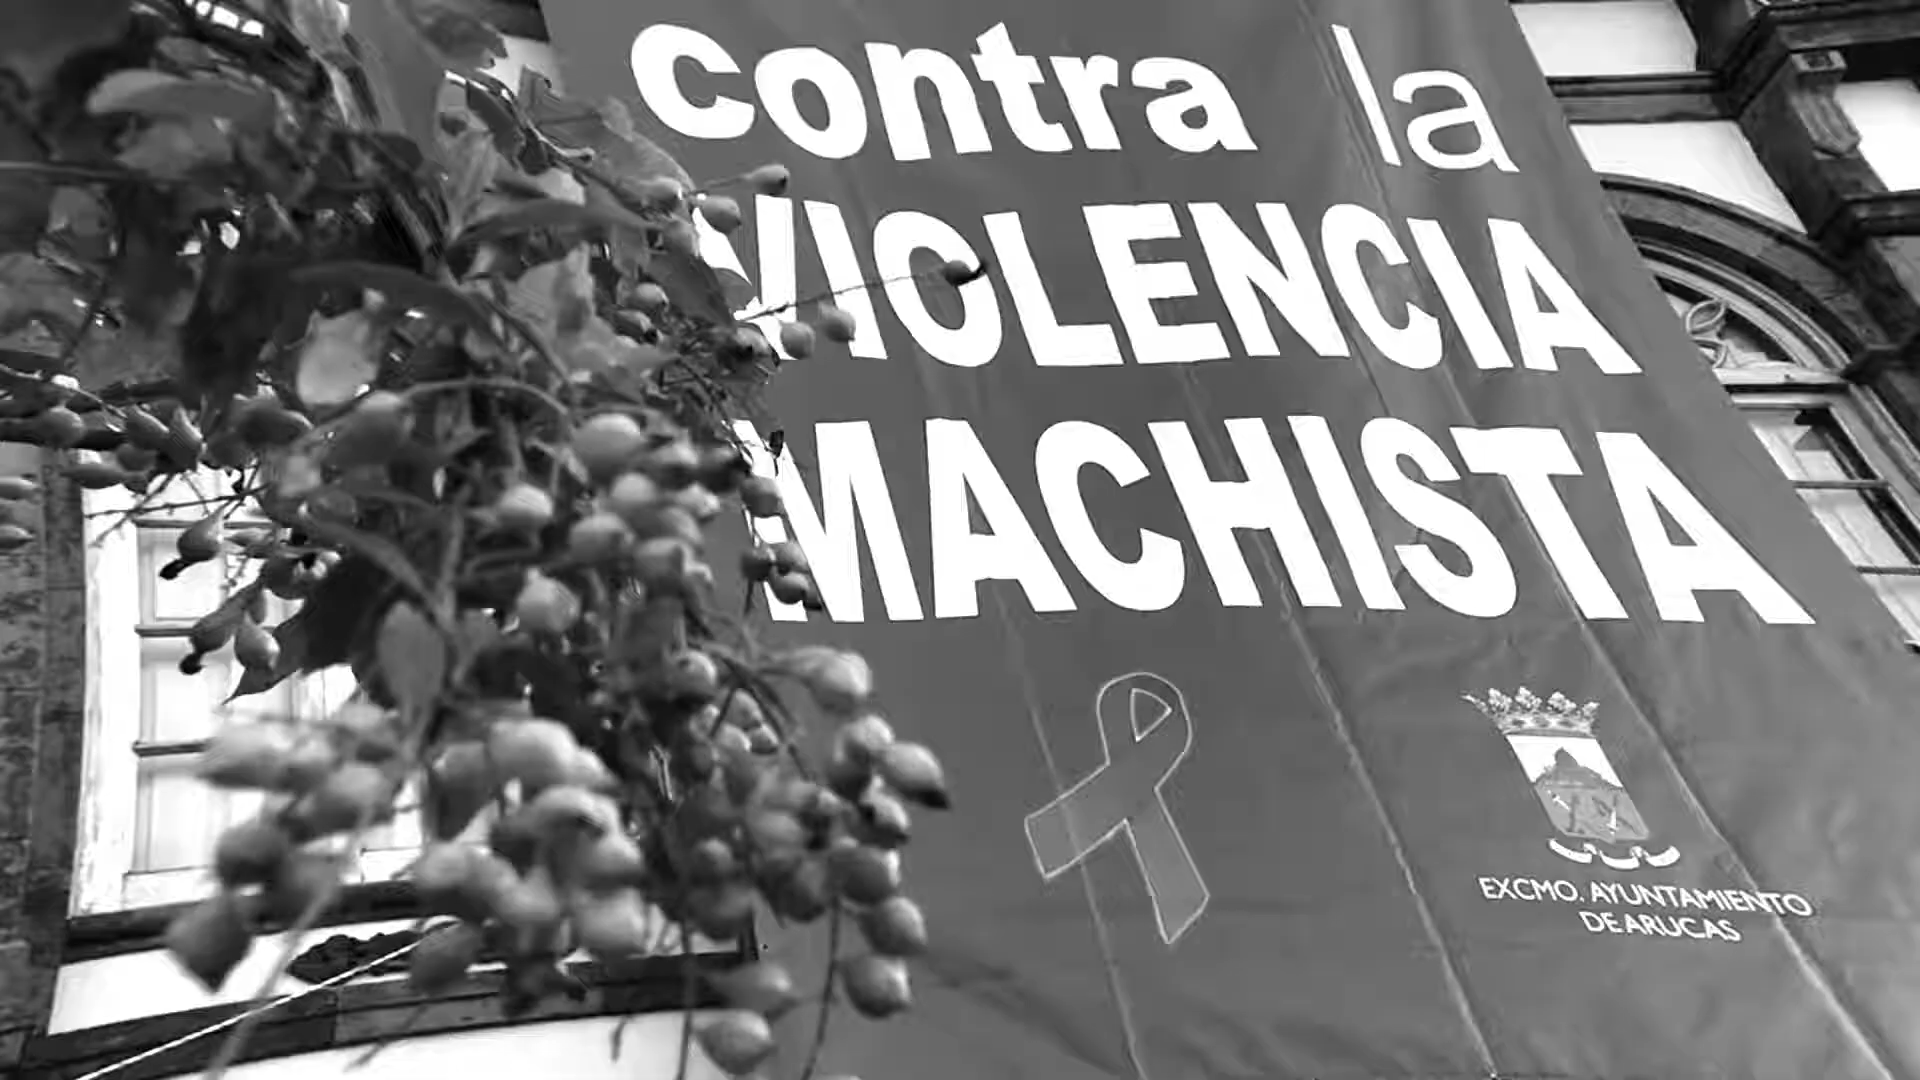 contra la
VIOLENCIA
MACHISTA
EXCMO. AYUNTAMIENTO
DE ARUCAS